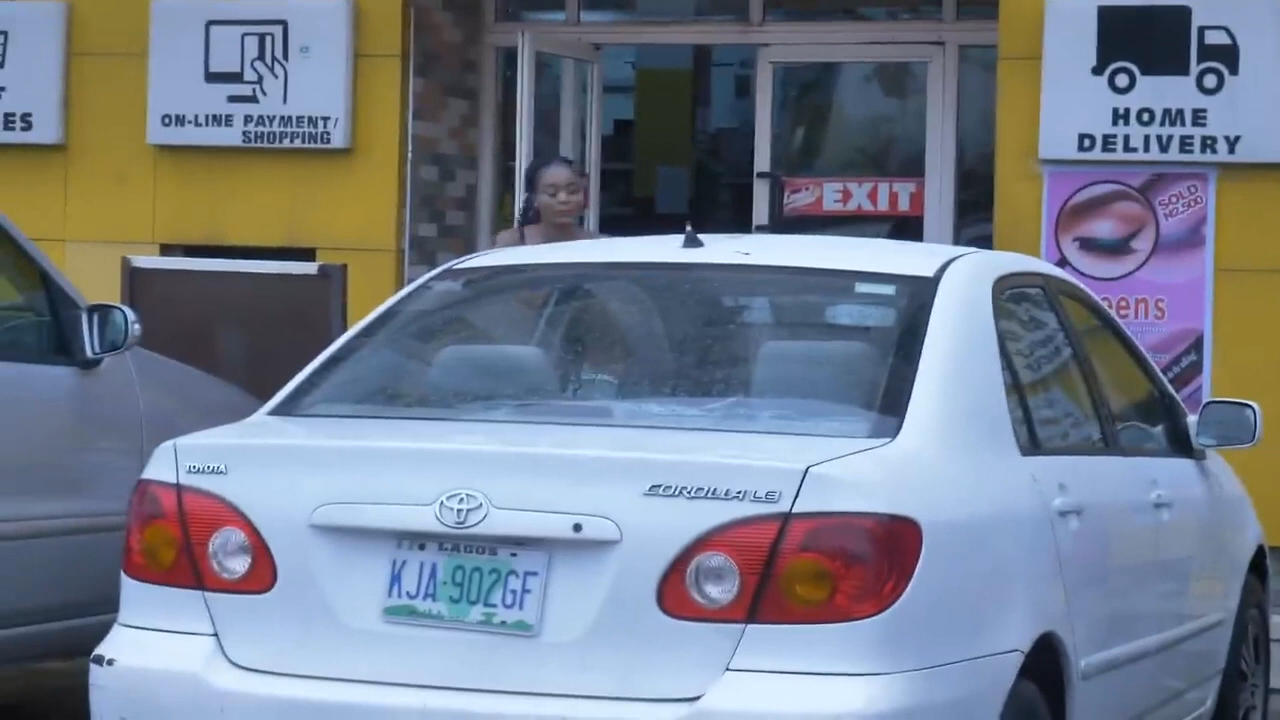 ES
ON-LINE PAYMENT/
SHOPPING
HOME
DELIVERY
EXIT
SOLD
N2,500
eens
TOYOTA
COROLLA LE
LAGOS
KJA-902GF